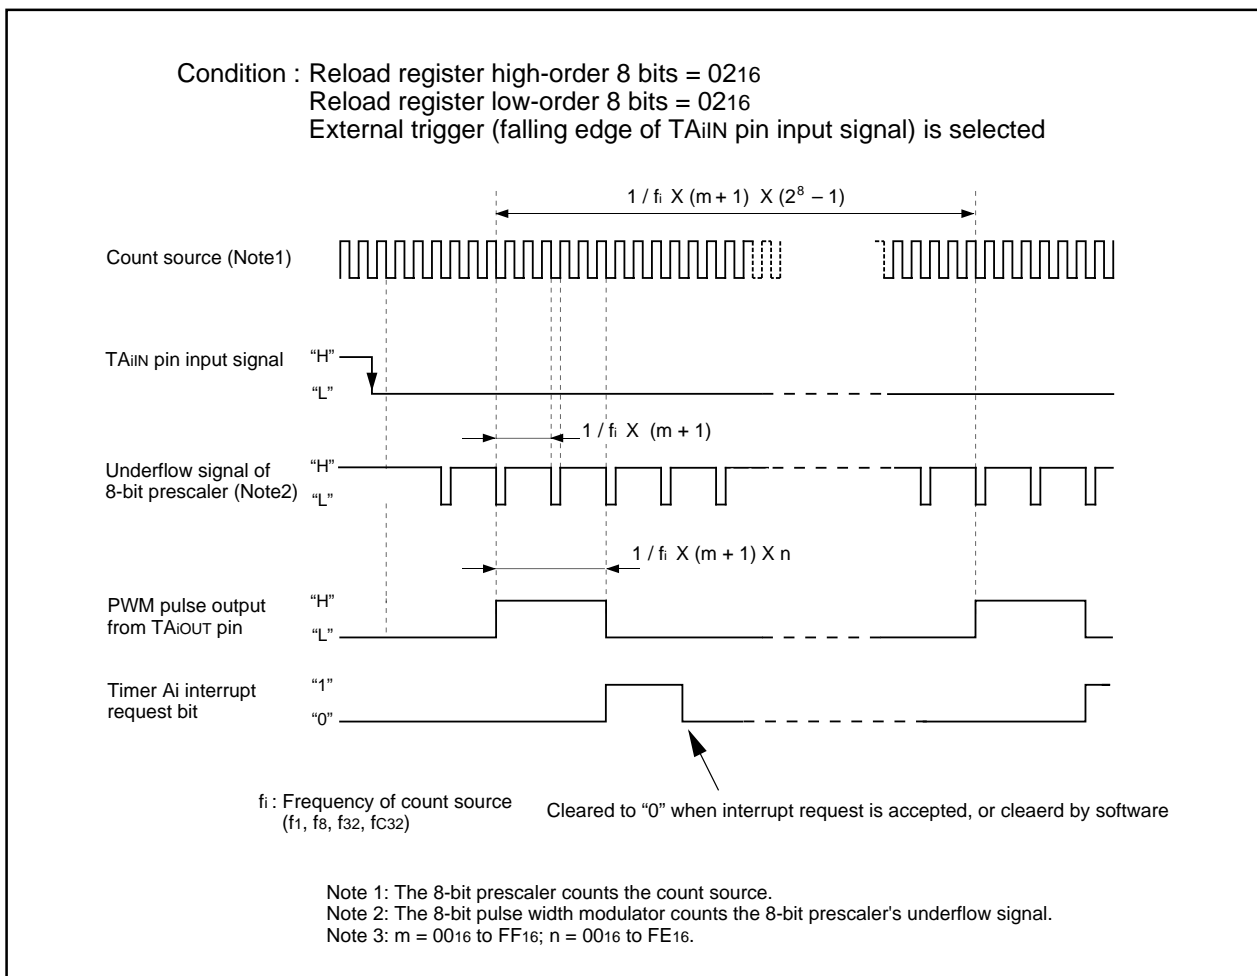 Condition : Reload register high-order 8 bits = 0216
Reload register low-order 8 bits = 0216
External trigger (falling edge of TAiIN pin input signal) is selected
1 / fi X (m + 1) X (2^8 – 1)
Count source (Note1)
TAiIN pin input signal
“H”
“L”
1 / fi X (m + 1)
Underflow signal of
8-bit prescaler (Note2)
“H”
“L”
1 / fi X (m + 1) X n
PWM pulse output
from TAiOUT pin
“H”
“L”
Timer Ai interrupt
request bit
“1”
“0”
fi : Frequency of count source
(f1, f8, f32, fC32)
Cleared to “0” when interrupt request is accepted, or cleaerd by software
Note 1: The 8-bit prescaler counts the count source.
Note 2: The 8-bit pulse width modulator counts the 8-bit prescaler's underflow signal.
Note 3: m = 0016 to FF16; n = 0016 to FE16.